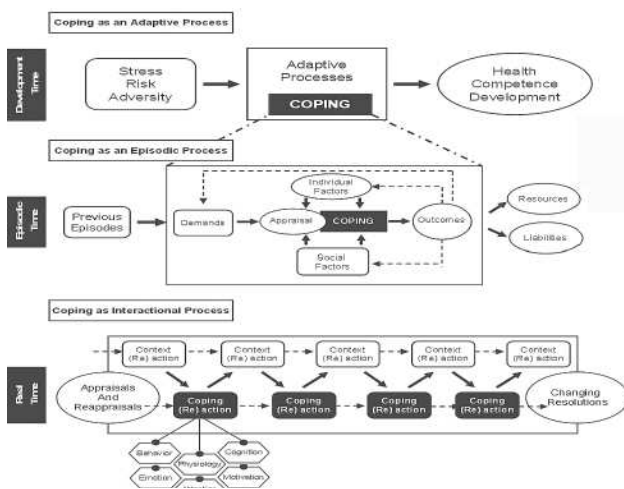 Coping as an Adaptive Process
Development
Time
Stress
Risk
Adversity
Adaptive
Processes
COPING
Health
Competence
Development
Coping as an Episodic Process
Episodic
Time
Previous
Episodes
Demands
Individual
Factors
Appraisal
COPING
Social
Factors
Outcomes
Resources
Liabilities
Coping as Interactional Process
Real
Time
Context
(Re) action
Context
(Re) action
Context
(Re) action
Context
(Re) action
Context
(Re) action
Appraisals
And
Reappraisals
Coping
(Re) action
Coping
(Re) action
Coping
(Re) action
Coping
(Re) action
Changing
Resolutions
Behavior
Physiology
Cognition
Emotion
Motivation